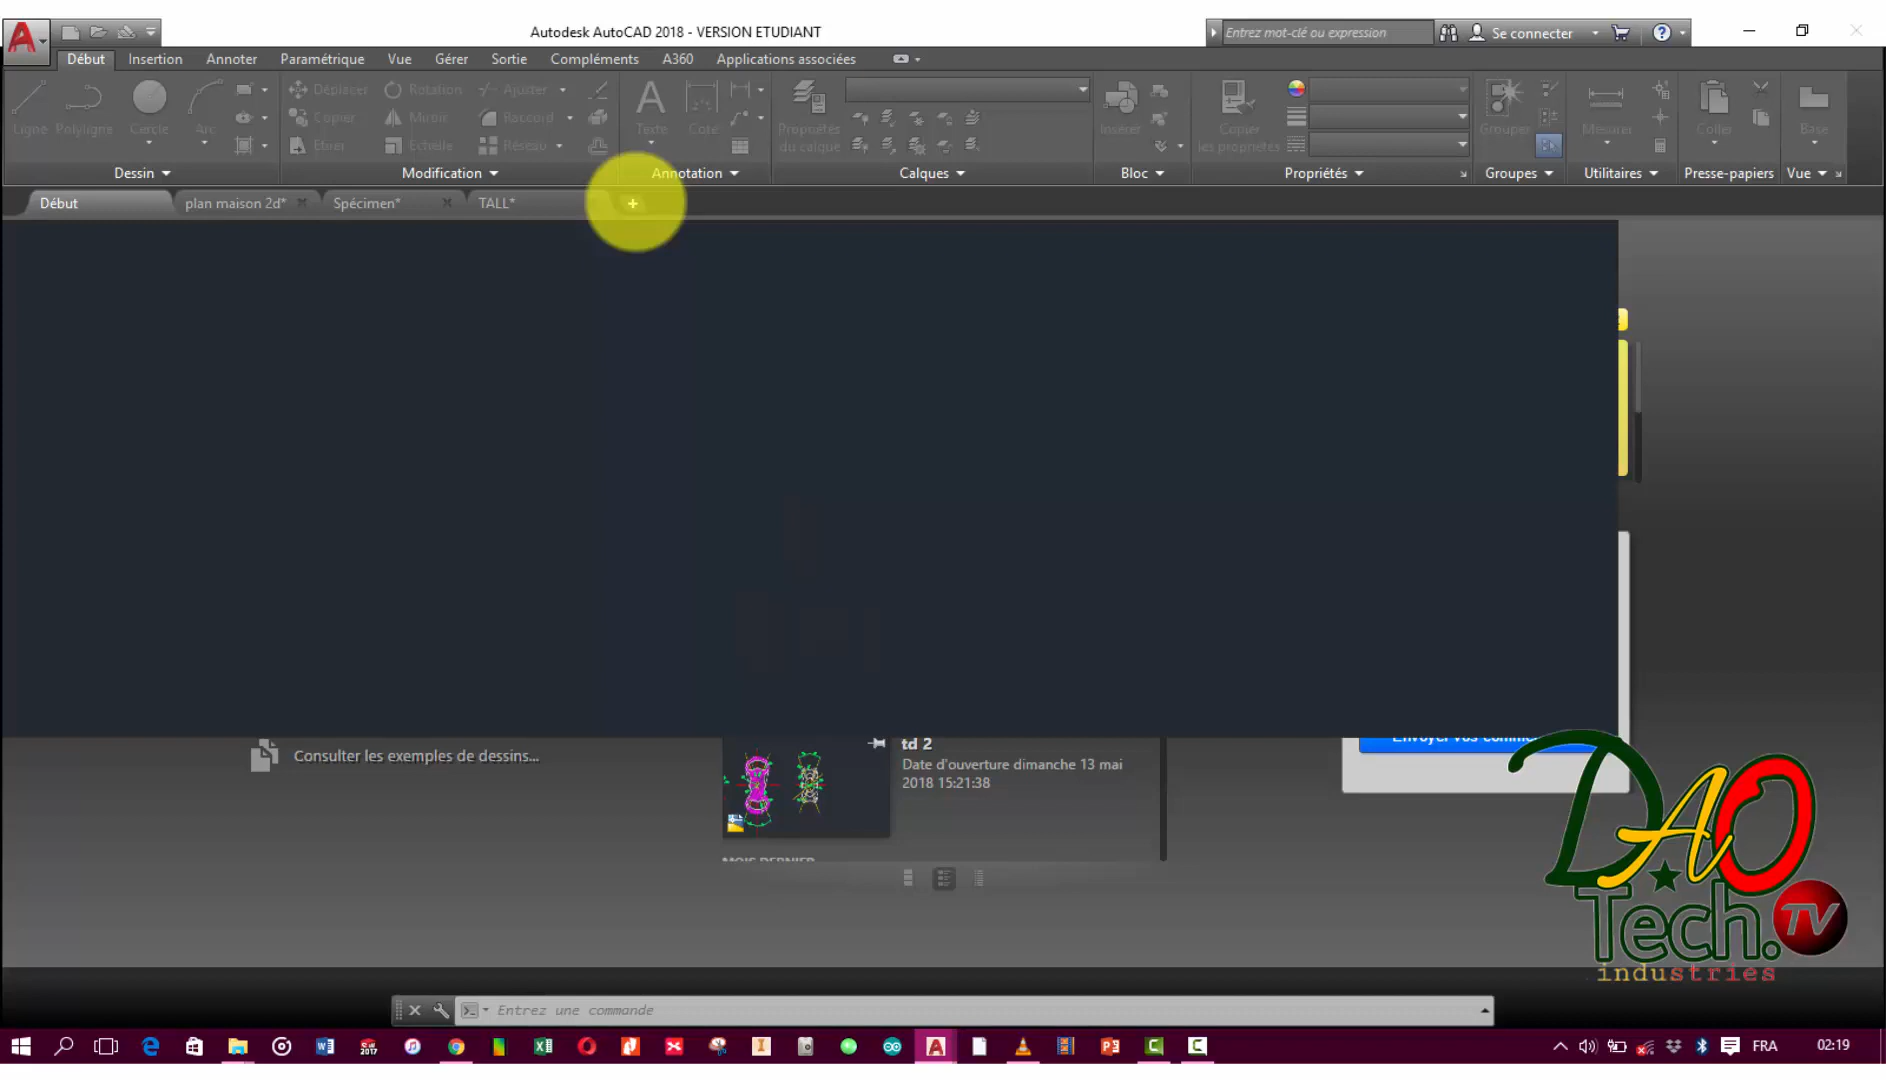 Autodesk AutoCAD 2018 - VERSION ETUDIANT
Entrez mot-clé ou expression
Se connecter
Début Insertion Annoter Paramétrique Vue Gérer Sortie Compléments A360 Applications associées
Ligne Polyligne Cercle Arc
Déplacer Rotation Ajuster
Copier Miroir Raccord
Etirer Echelle Réseau
Texte Cote
Propriétés
du calque
Insérer
Copier
les propriétés
Grouper
Mesurer
Coller
Base
Dessin Modification Annotation Calques Bloc Propriétés Groupes Utilitaires Presse-papiers Vue
Début plan maison 2d* Spécimen* TALL*
Consulter les exemples de dessins...
td 2
Date d'ouverture dimanche 13 mai
2018 15:21:38
MOIS DERNIER
DAO
Tech. TV
industries
Entrez une commande
FRA
02:19